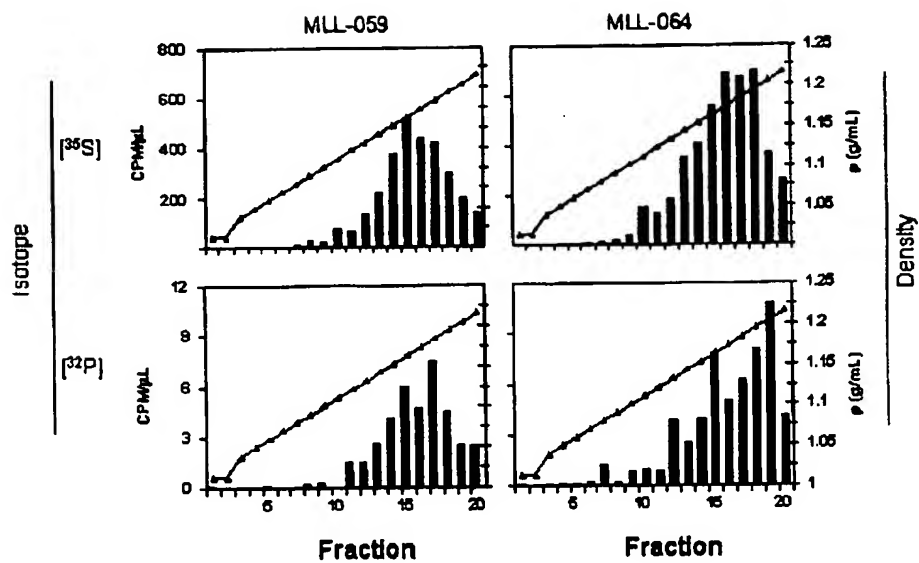 MLL-059
MLL-064
Isotope
[³⁵S]
[³²P]
CPM/µL
800
600
400
200
1.25
1.2
1.15
1.1
1.05
1
ρ (g/mL)
Density
CPM/µL
12
9
6
3
0
5
10
15
20
5
10
15
20
1.25
1.2
1.15
1.1
1.05
1
ρ (g/mL)
Fraction
Fraction